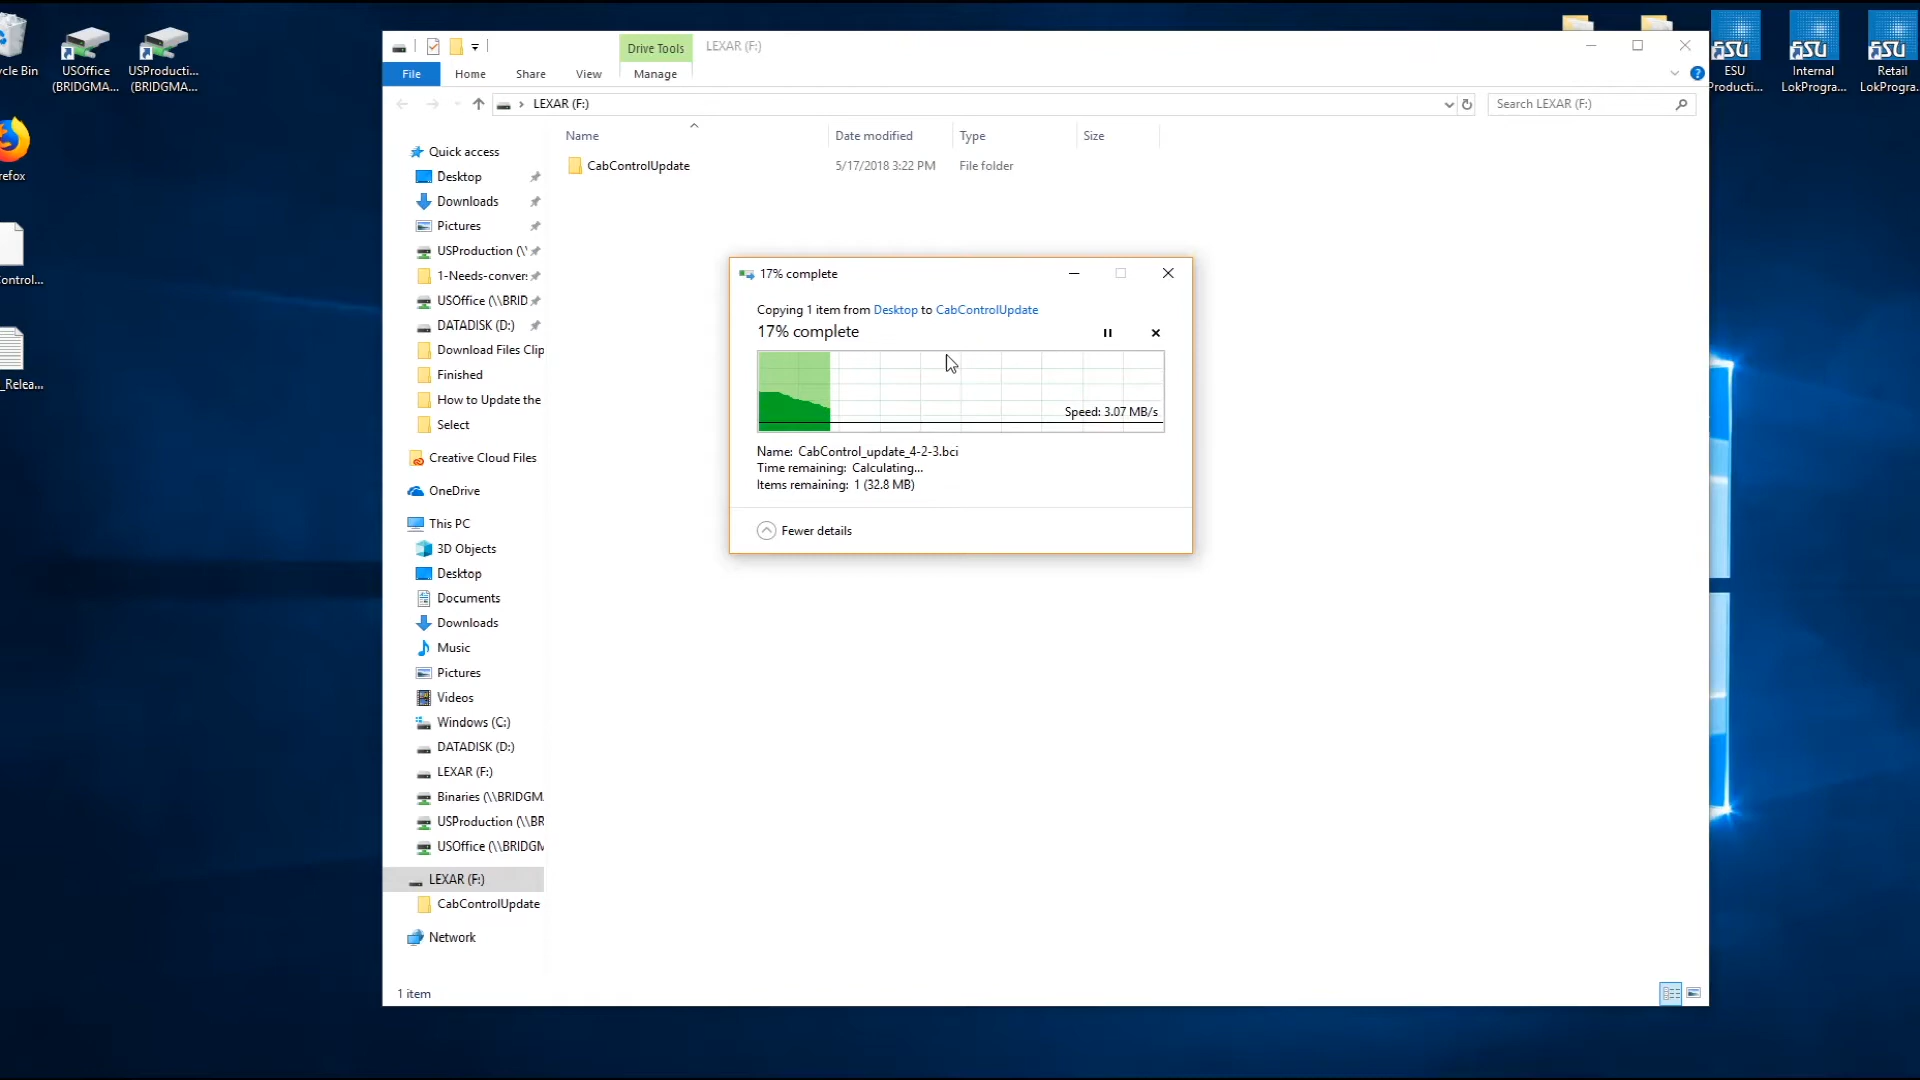 cle Bin
USOffice
(BRIDGMA...
USProducti...
(BRIDGMA...
refox
ontrol...
_Relea...
ESU
Producti...
Internal
LokProgra...
Retail
LokProgra.
ESU
ESU
ESU
Drive Tools
LEXAR (F:)
File
Home
Share
View
Manage
LEXAR (F:)
Search LEXAR (F:)
Name
Date modified
Type
Size
CabControlUpdate
5/17/2018 3:22 PM
File folder
Quick access
Desktop
Downloads
Pictures
USProduction (\'
1-Needs-conver:
USOffice (\\BRID
DATADISK (D:)
Download Files Clip
Finished
How to Update the
Select
Creative Cloud Files
OneDrive
This PC
3D Objects
Desktop
Documents
Downloads
Music
Pictures
Videos
Windows (C:)
DATADISK (D:)
LEXAR (F:)
Binaries (\\BRIDGM.
USProduction (\\BR
USOffice (\\BRIDGM
LEXAR (F:)
CabControlUpdate
Network
1 item
17% complete
Copying 1 item from Desktop to CabControlUpdate
17% complete
Speed: 3.07 MB/s
Name: CabControl_update_4-2-3.bci
Time remaining: Calculating...
Items remaining: 1 (32.8 MB)
Fewer details